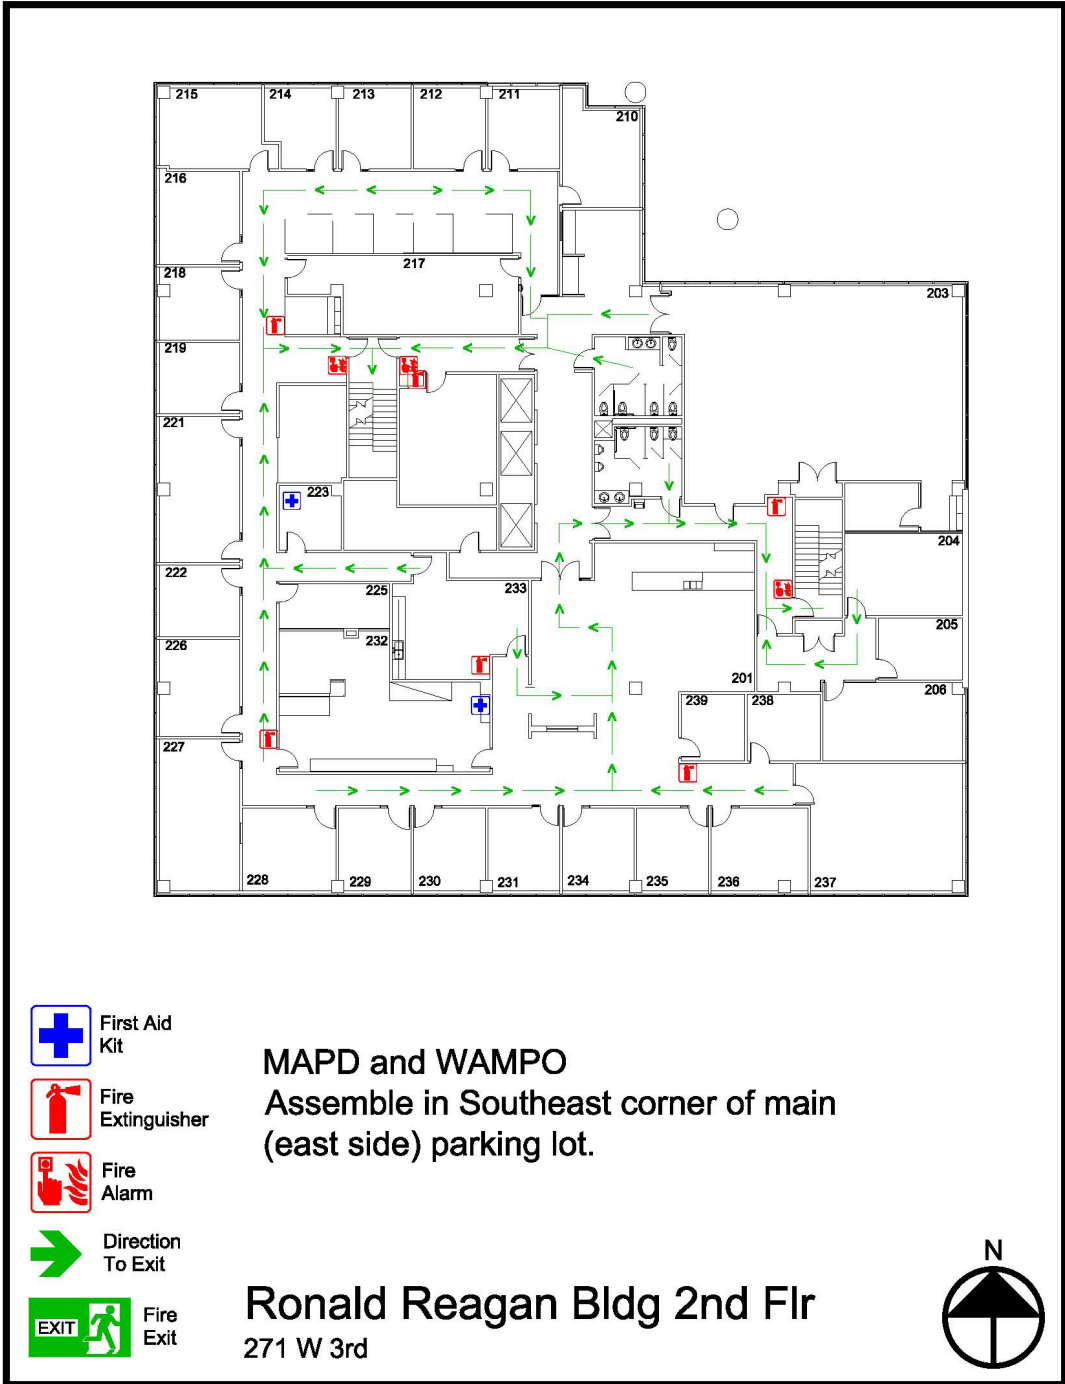 215 214 213 212 211
210
216
217
218
203
219
221
223
204
222
225
233
205
226
232
201
206
239
238
227
228 229 230 231 234 235 236 237
First Aid
Kit
Fire
Extinguisher
Fire
Alarm
Direction
To Exit
EXIT
Fire
Exit
MAPD and WAMPO
Assemble in Southeast corner of main
(east side) parking lot.
Ronald Reagan Bldg 2nd Flr
271 W 3rd
N